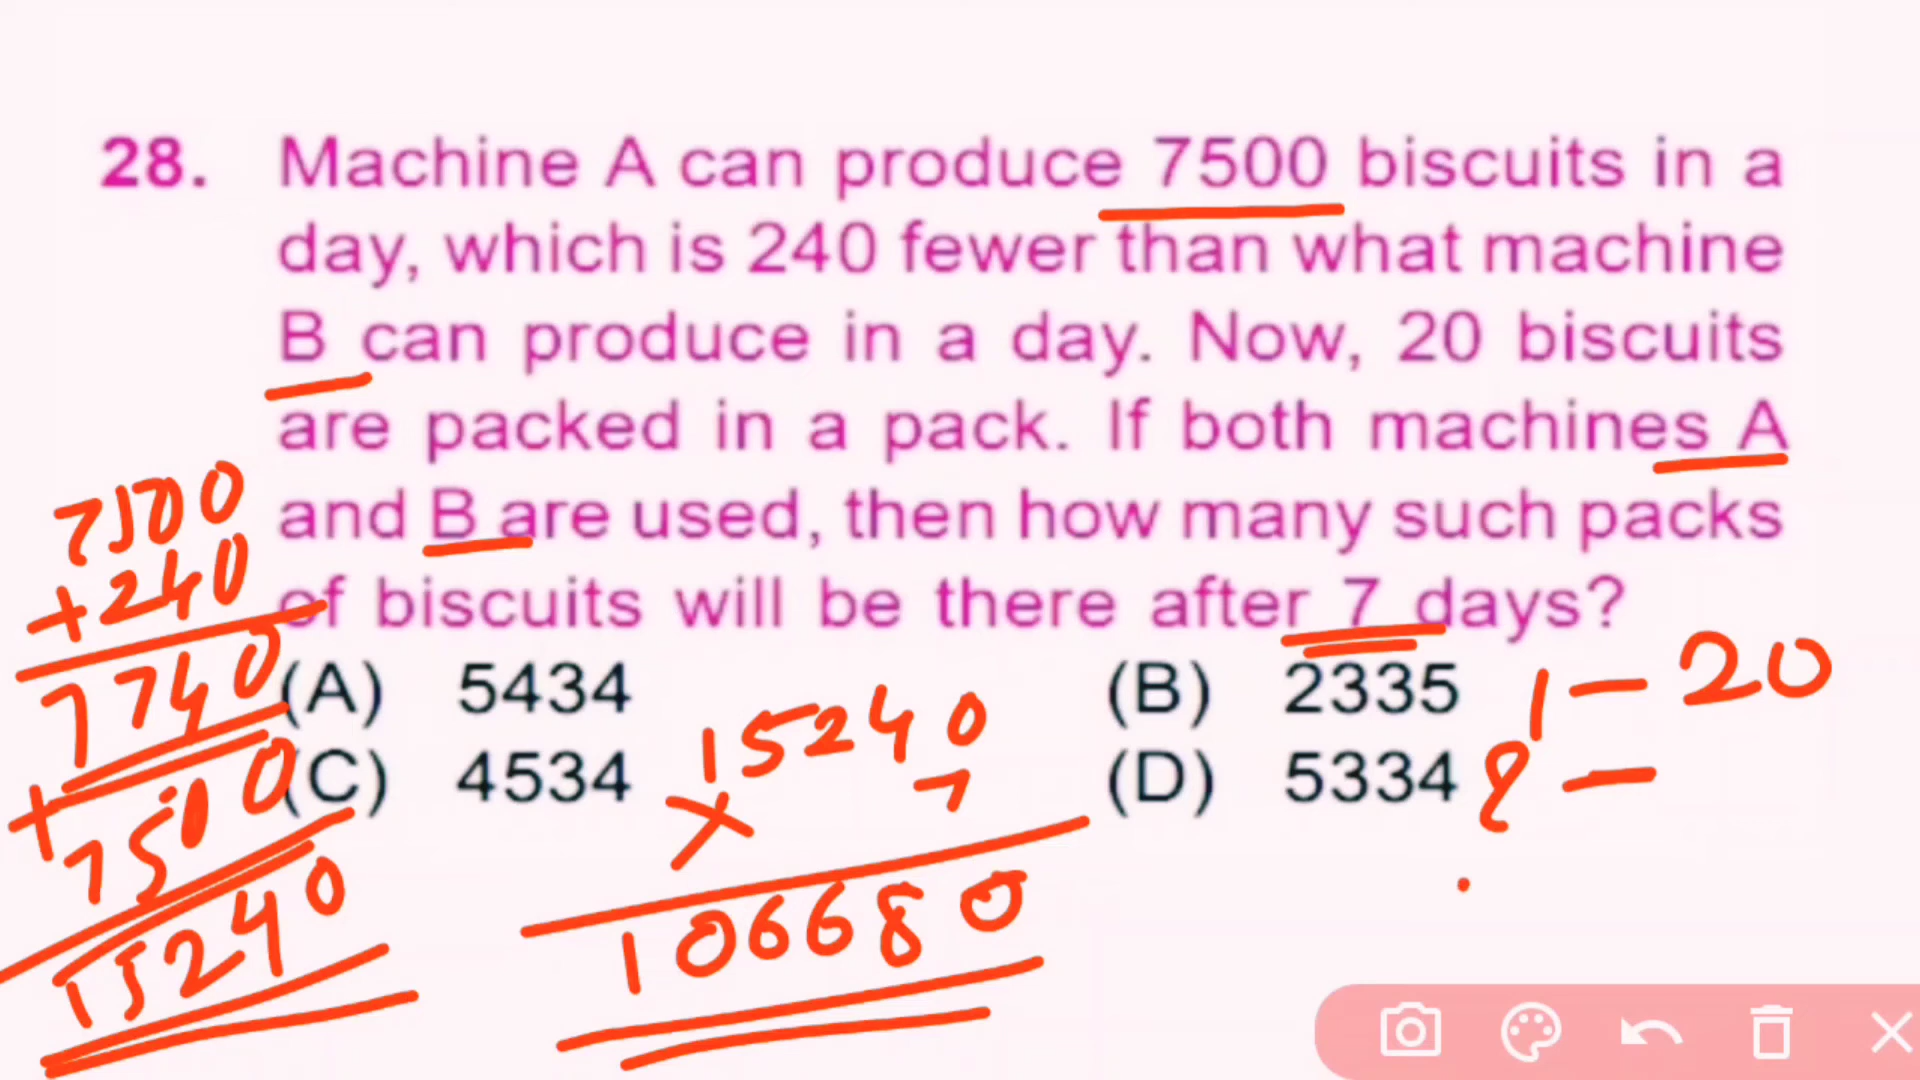 28. Machine A can produce 7500 biscuits in a
day, which is 240 fewer than what machine
B can produce in a day. Now, 20 biscuits
are packed in a pack. If both machines A
and B are used, then how many such packs
of biscuits will be there after 7 days?
(A) 5434 (B) 2335
(C) 4534 (D) 5334
7500
+240
7740
+7500
15240
15240
×7
106680
1 — 20
? —